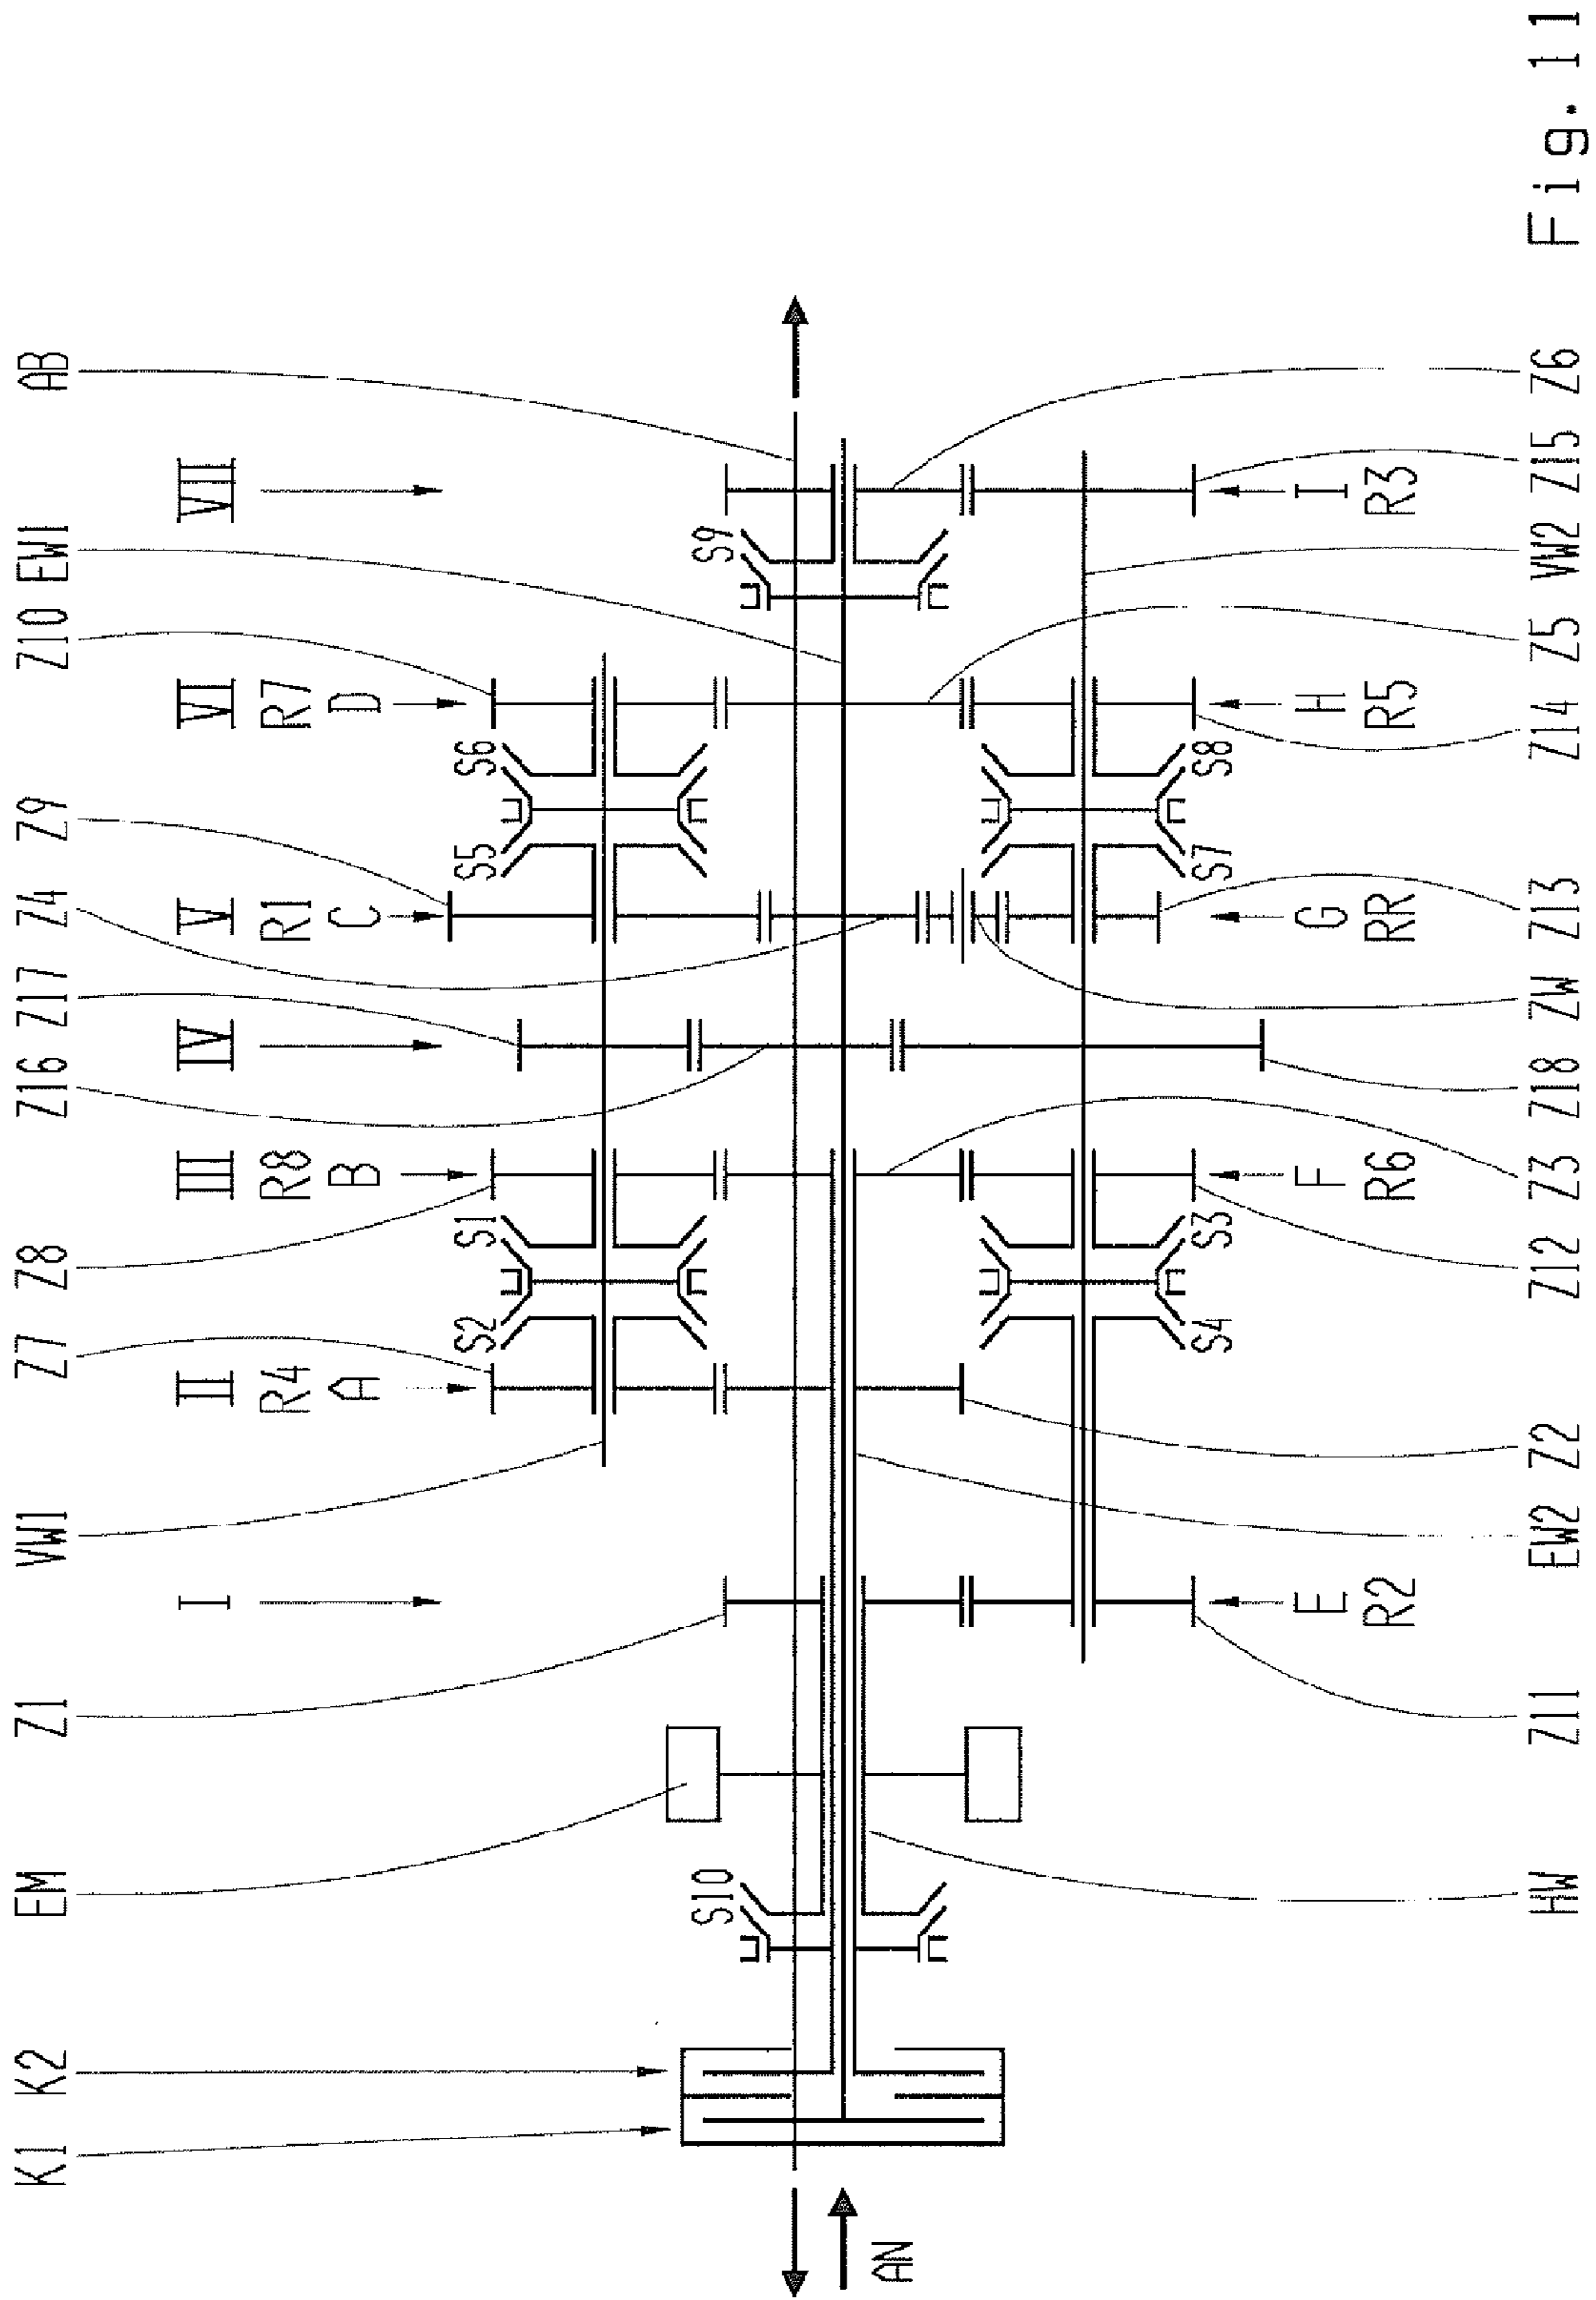 K1 K2 EM Z1 VW1 Z7 Z8 Z16 Z17 Z4 Z9 Z10 EW1 AB
I II III IV V VI VII
R4 R8 R1 R7
A B C D
S2 S1 S5 S6
S10 S9
AN
S4 S3 S7 S8
E F G H I
R2 R6 RR R5 R3
HW Z11 EW2 Z2 Z12 Z3 Z18 ZW Z13 Z14 Z5 VW2 Z15 Z6
Fig. 11